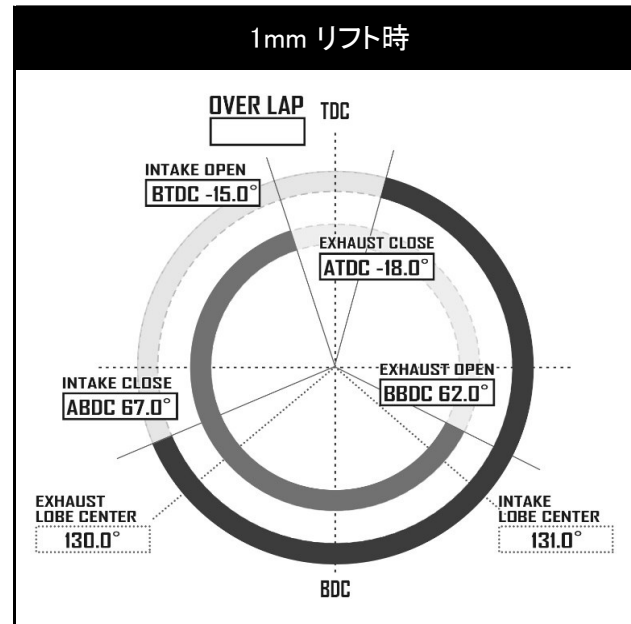 1mm リフト時
OVER LAP
TDC
INTAKE OPEN
BTDC -15.0°
EXHAUST CLOSE
ATDC -18.0°
INTAKE CLOSE
ABDC 67.0°
EXHAUST OPEN
BBDC 62.0°
EXHAUST
LOBE CENTER
130.0°
INTAKE
LOBE CENTER
131.0°
BDC